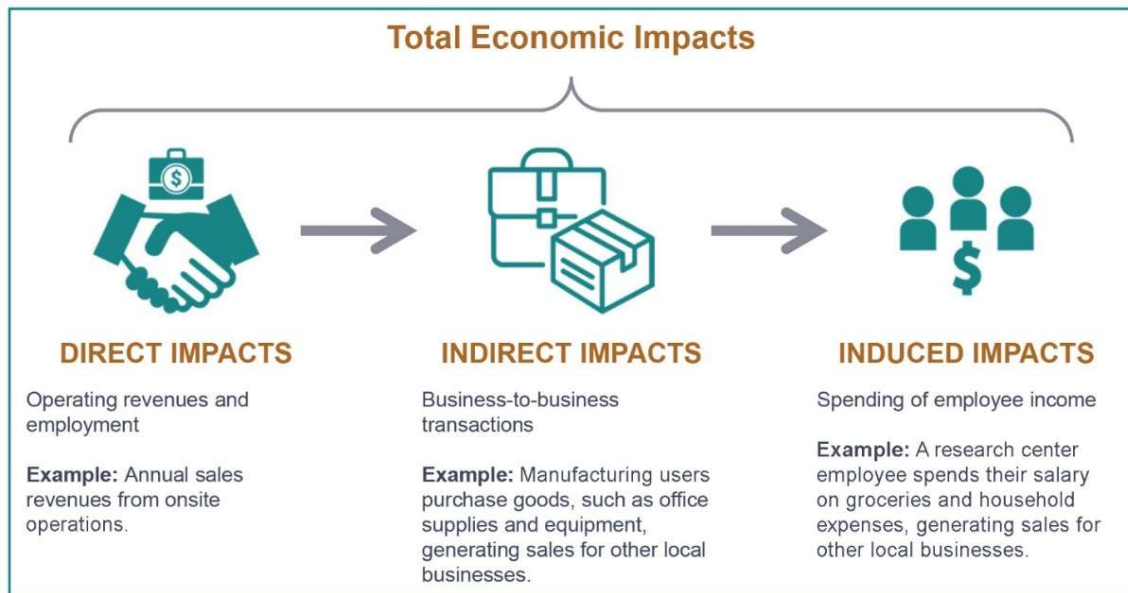 Total Economic Impacts
$
DIRECT IMPACTS
Operating revenues and
employment
Example: Annual sales
revenues from onsite
operations.
INDIRECT IMPACTS
Business-to-business
transactions
Example: Manufacturing users
purchase goods, such as office
supplies and equipment,
generating sales for other local
businesses.
$
INDUCED IMPACTS
Spending of employee income
Example: A research center
employee spends their salary
on groceries and household
expenses, generating sales for
other local businesses.